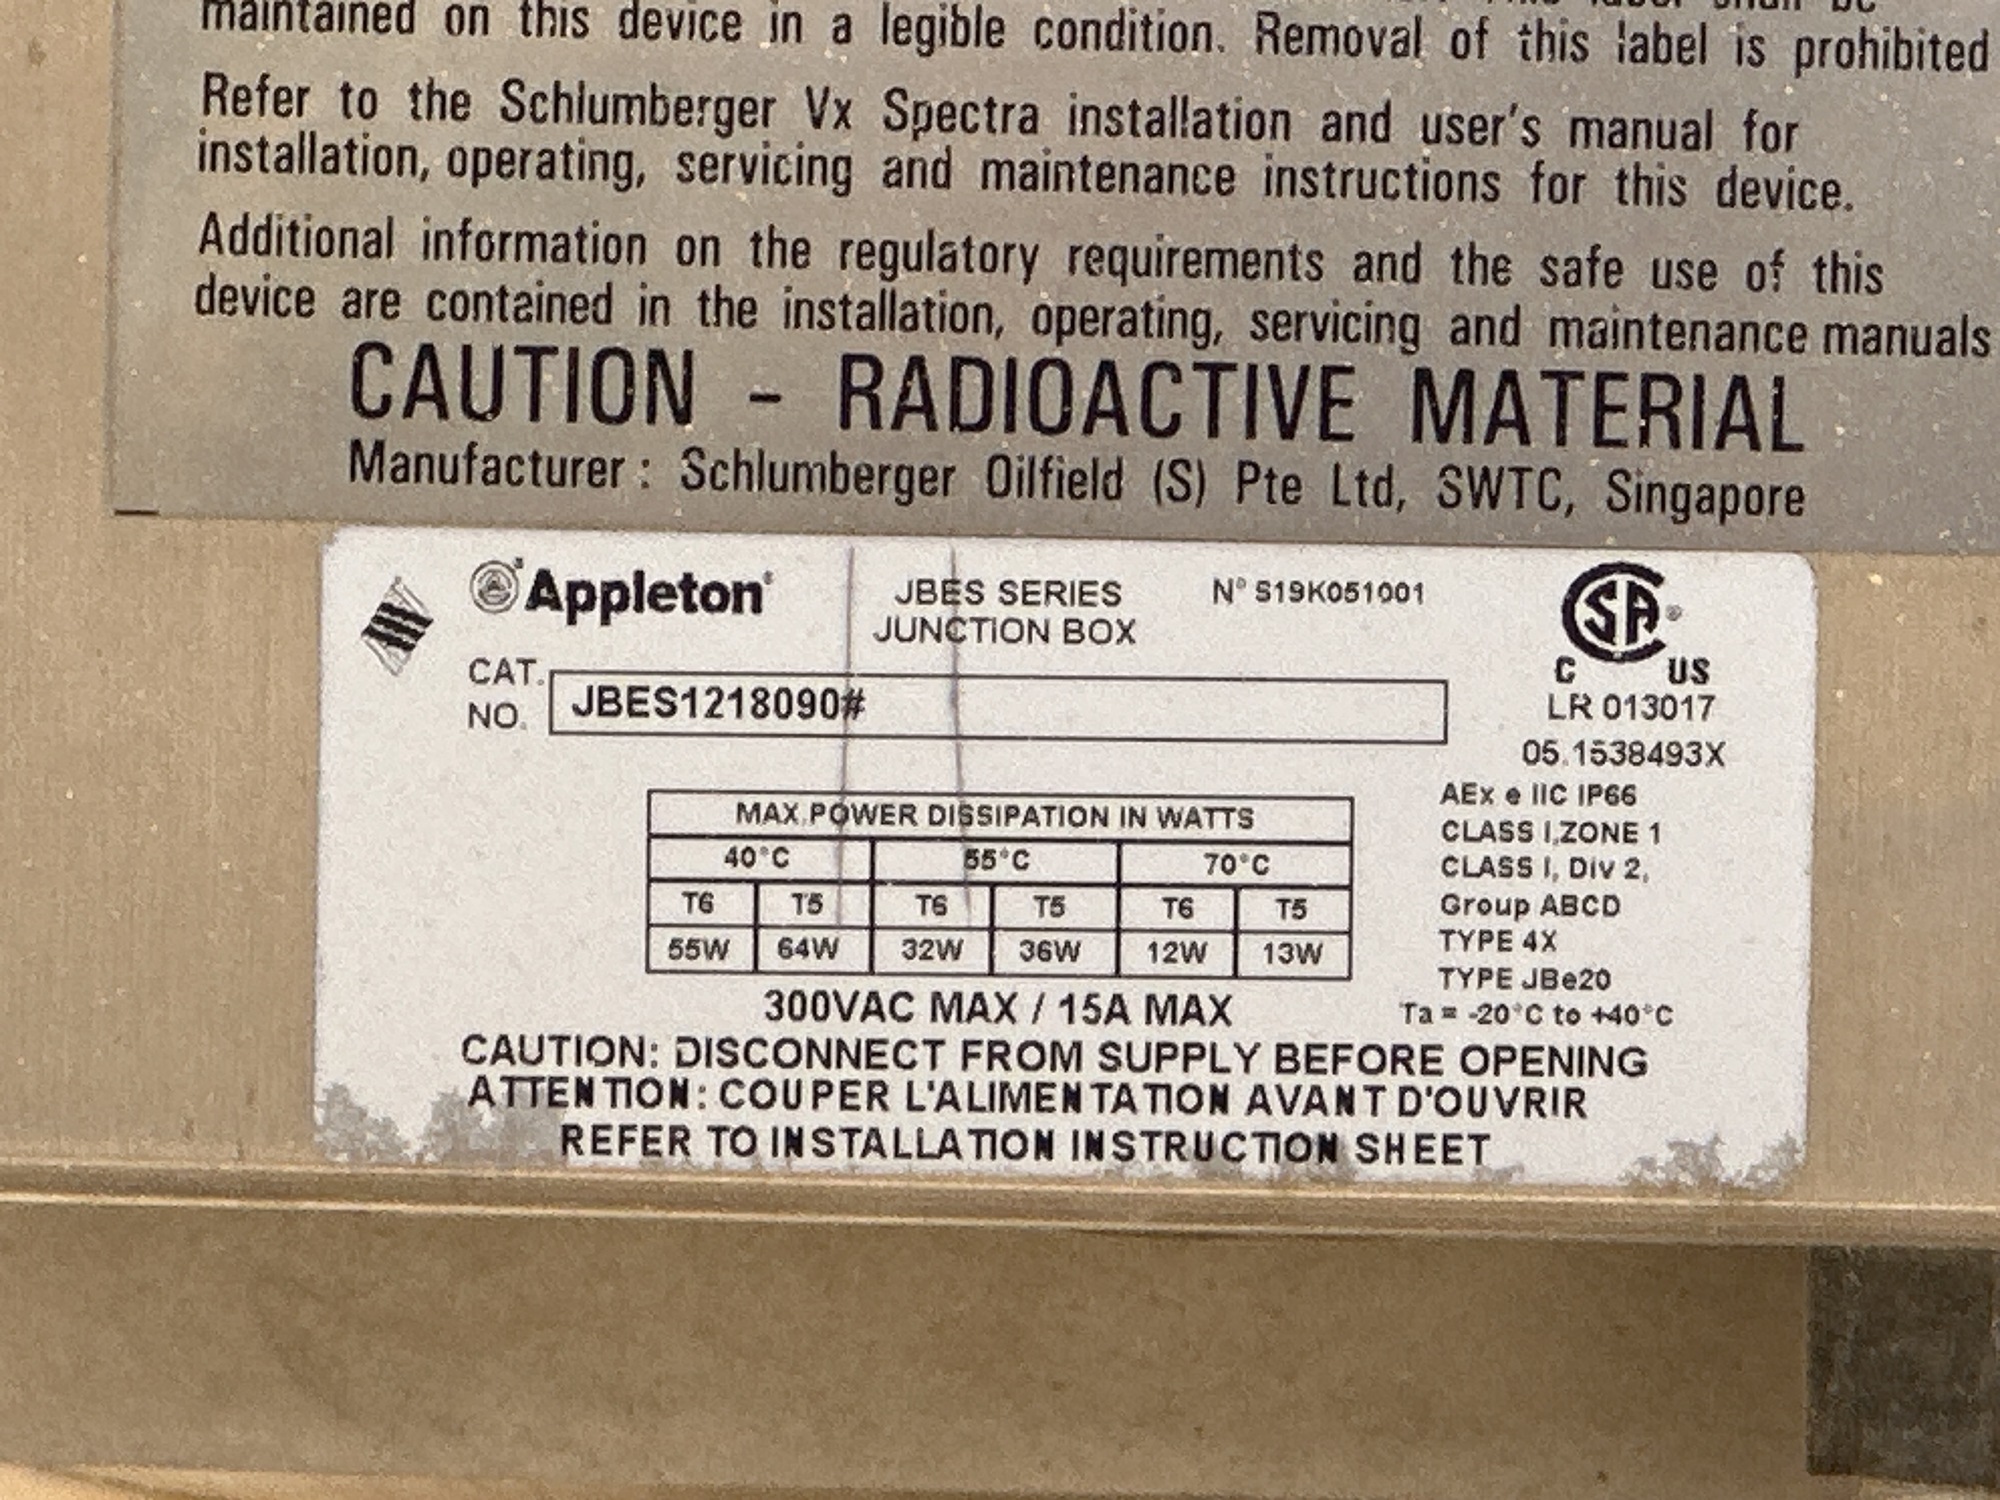 maintained on this device in a legible condition. Removal of this label is prohibited
Refer to the Schlumberger Vx Spectra installation and user's manual for
installation, operating, servicing and maintenance instructions for this device.
Additional information on the regulatory requirements and the safe use of this
device are contained in the installation, operating, servicing and maintenance manuals
CAUTION - RADIOACTIVE MATERIAL
Manufacturer : Schlumberger Oilfield (S) Pte Ltd, SWTC, Singapore
Appleton
JBES SERIES
JUNCTION BOX
N° S19K051001
CAT.
NO.
JBES1218090#
SA®
C US
LR 013017
05.1538493X
MAX POWER DISSIPATION IN WATTS
40°C 55°C 70°C
T6 T5 T6 T5 T6 T5
55W 64W 32W 36W 12W 13W
AEx e IIC IP66
CLASS I,ZONE 1
CLASS I, Div 2,
Group ABCD
TYPE 4X
TYPE JBe20
Ta = -20°C to +40°C
300VAC MAX / 15A MAX
CAUTION: DISCONNECT FROM SUPPLY BEFORE OPENING
ATTENTION: COUPER L'ALIMENTATION AVANT D'OUVRIR
REFER TO INSTALLATION INSTRUCTION SHEET